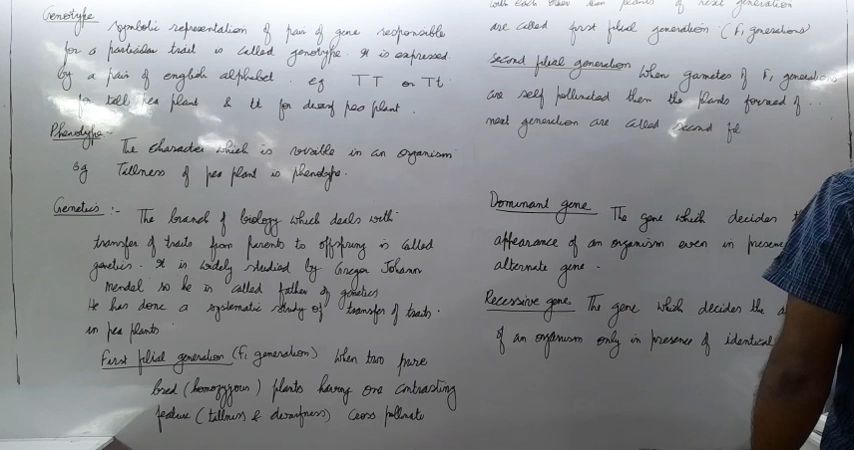 Genotype
Symbolic representation of pair of gene responsible
for a particular trait is called genotype. It is expressed
by a pair of english alphabet. eg TT or Tt
for tall pea plant & tt for dwarf pea plant.
Phenotype:-
The character which is visible in an organism
eg Tallness of pea plant is phenotype.
Genetics :- The branch of biology which deals with
transfer of traits from parents to offspring is called
genetics. It is widely studied by Gregor Johann
Mendel so he is called father of genetics
He has done a systematic study of transfer of traits.
in pea plants
First filial generation (F1 generation) When two pure
bred (homozygous) plants having one contrasting
feature (tallness & dwarfness) cross pollinate
with each other then plants of next generation
are called first filial generation (F1 generations)
Second filial generation When gametes of F1 generation
are self pollinated then the plants formed of
next generation are called second fil
Dominant gene The gene which decides
appearance of an organism even in presen
alternate gene.
Recessive gene The gene which decides the a
of an organism only in presence of identical